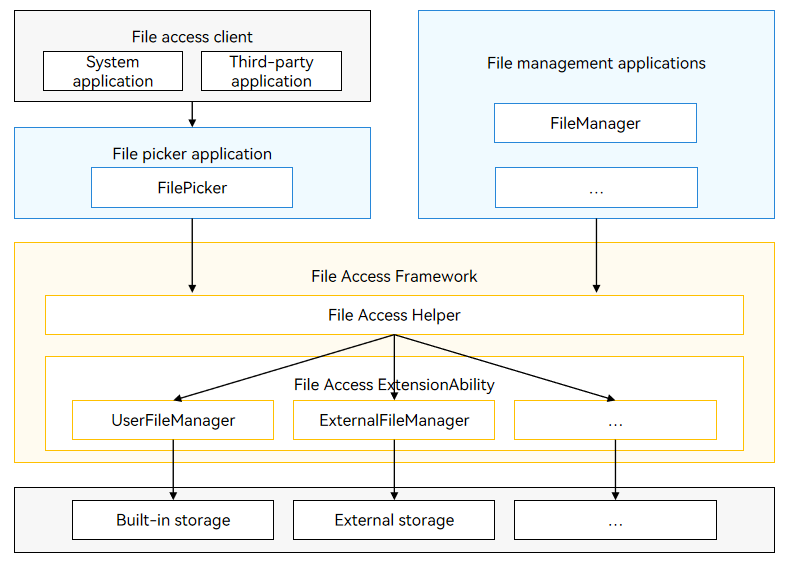 File access client
System
application
Third-party
application
File picker application
FilePicker
File management applications
FileManager
...
File Access Framework
File Access Helper
File Access ExtensionAbility
UserFileManager
ExternalFileManager
...
Built-in storage
External storage
...